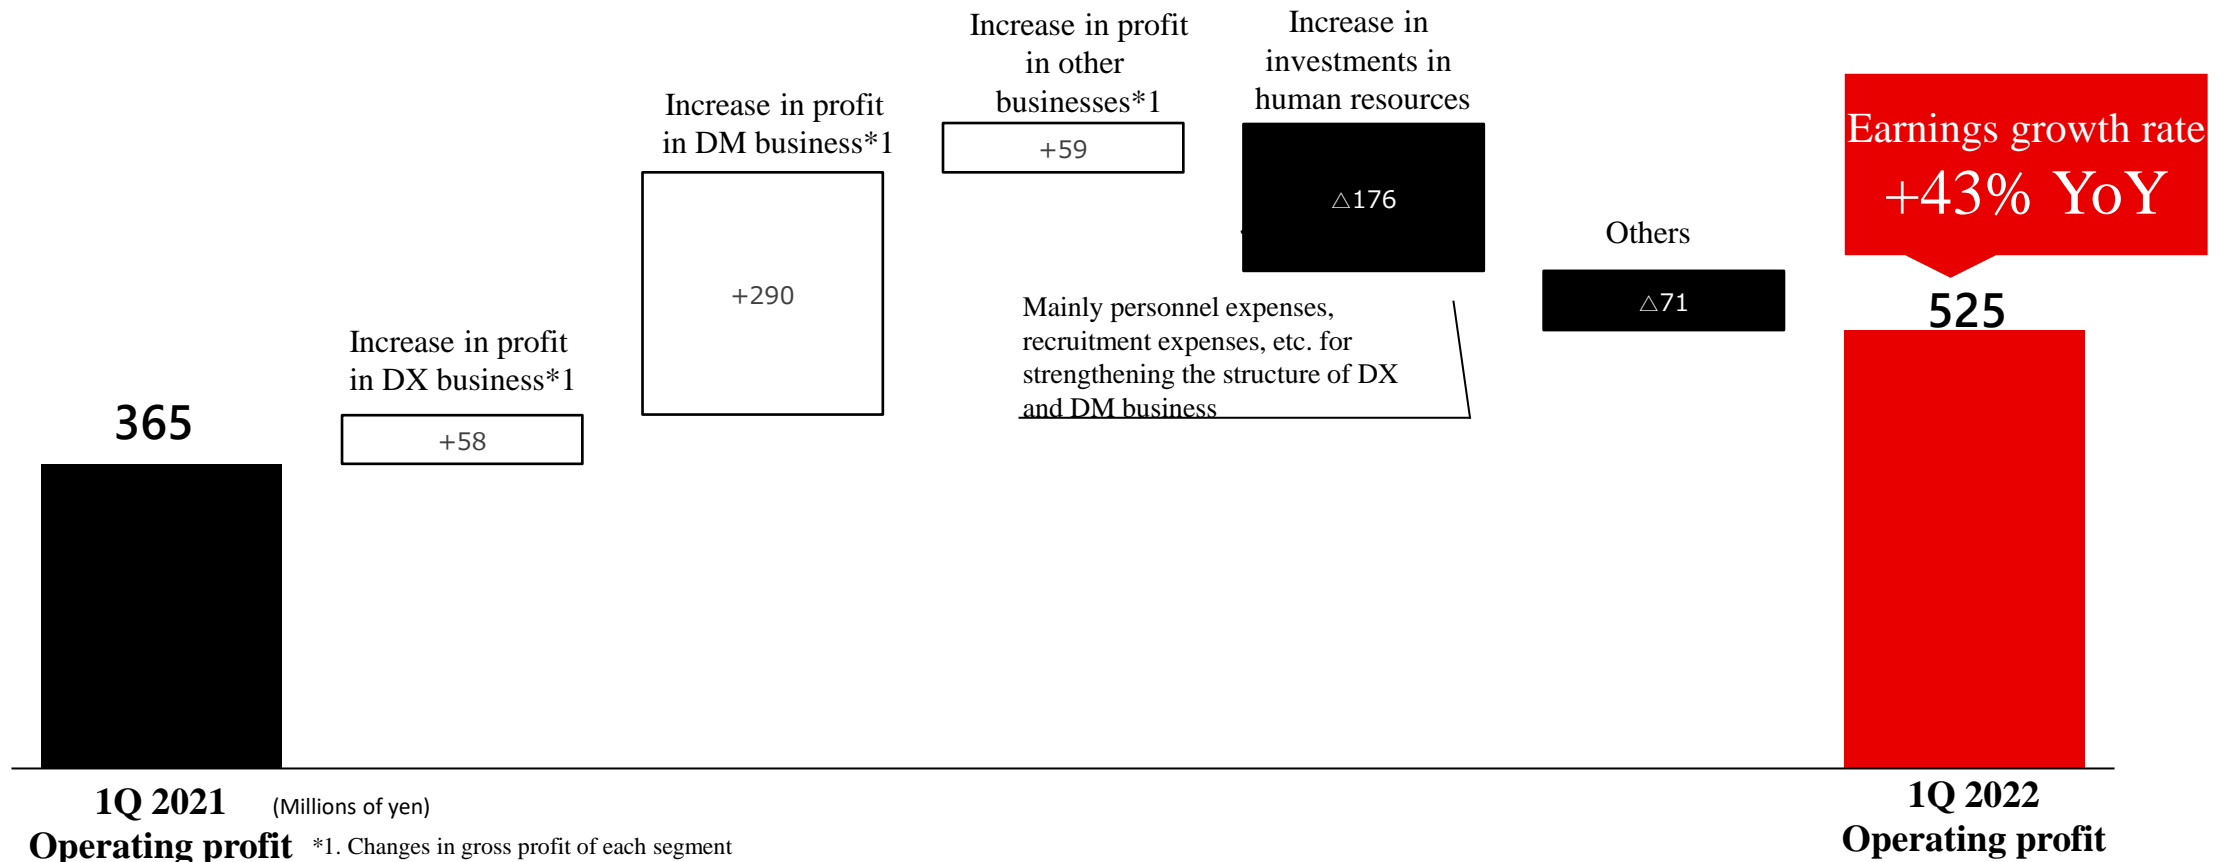 Increase in profit
in other
businesses*1
Increase in
investments in
human resources
Increase in profit
in DM business*1
Earnings growth rate
+43% YoY
+59
△176
Others
+290
△71
525
Mainly personnel expenses,
recruitment expenses, etc. for
strengthening the structure of DX
and DM business
Increase in profit
in DX business*1
365
+58
1Q 2021
Operating profit
(Millions of yen)
*1. Changes in gross profit of each segment
1Q 2022
Operating profit